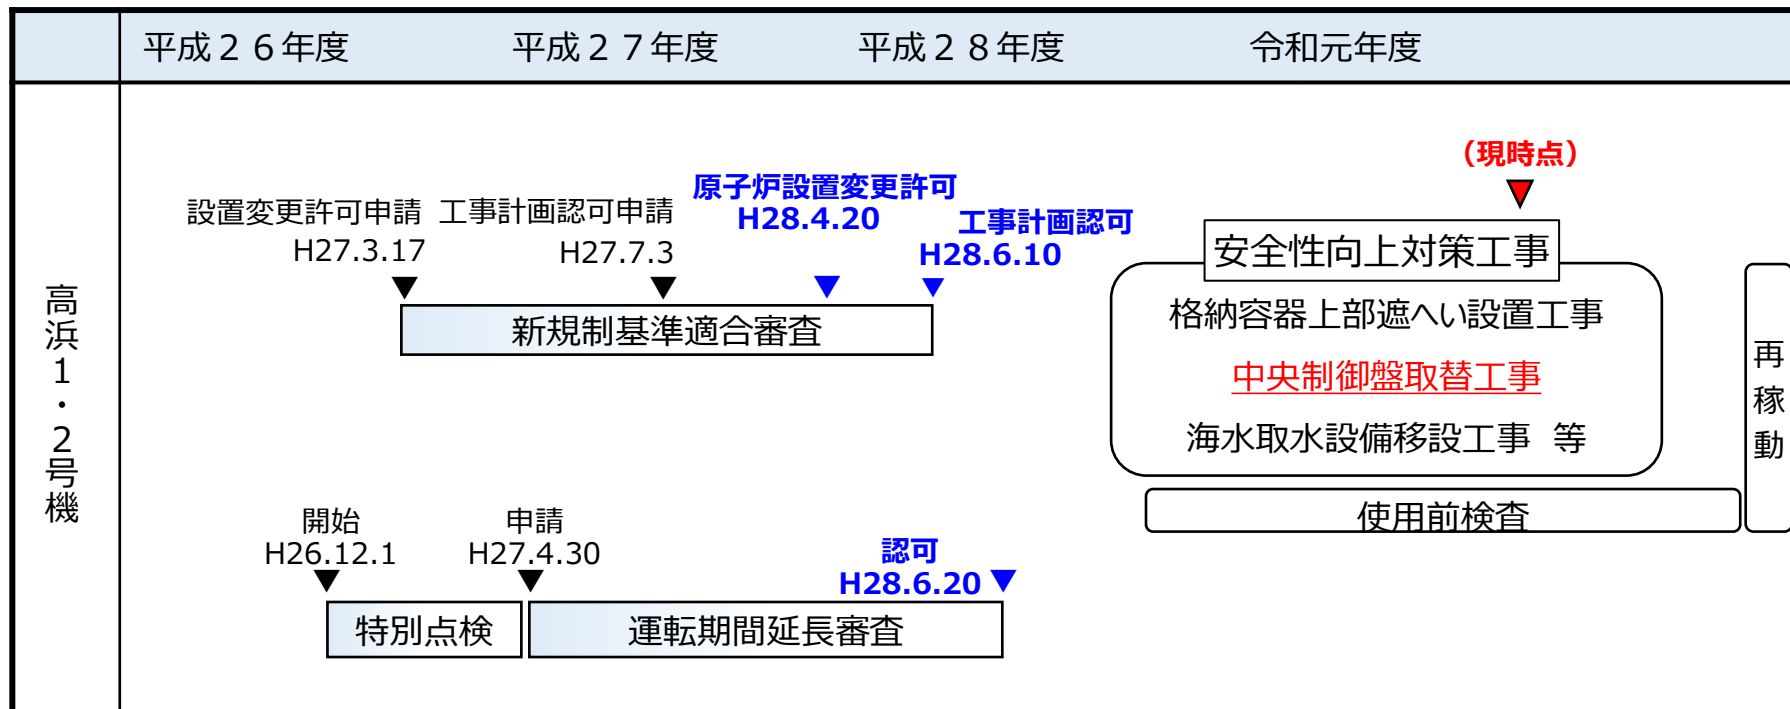 平成２６年度
平成２７年度
平成２８年度
令和元年度
高浜１・２号機
(現時点)
原子炉設置変更許可
H28.4.20
設置変更許可申請
H27.3.17
工事計画認可申請
H27.7.3
工事計画認可
H28.6.10
新規制基準適合審査
安全性向上対策工事
格納容器上部遮へい設置工事
中央制御盤取替工事
海水取水設備移設工事 等
使用前検査
再稼動
開始
H26.12.1
申請
H27.4.30
認可
H28.6.20
特別点検
運転期間延長審査